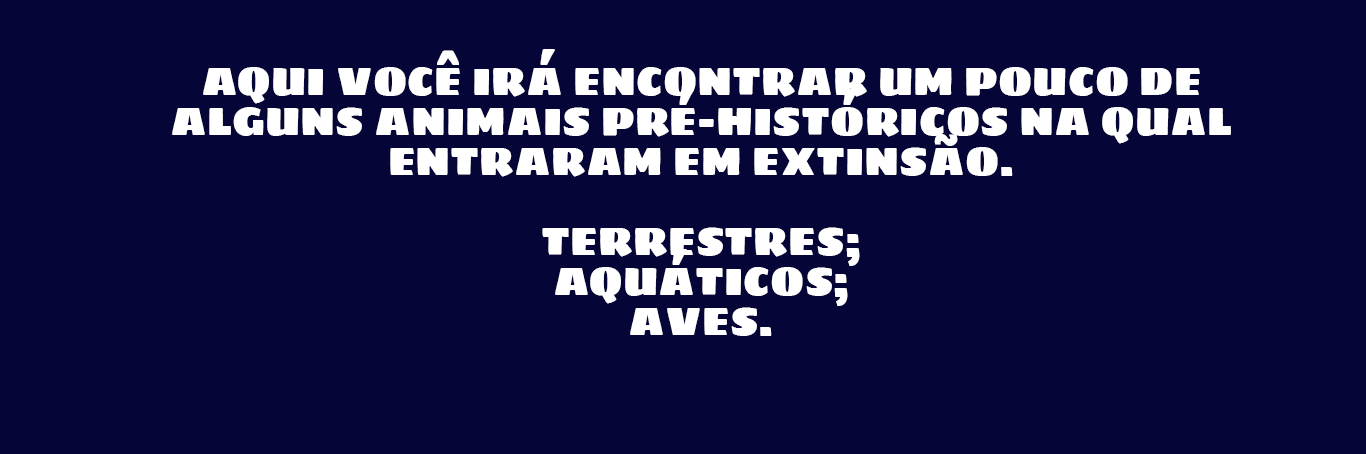 AQUI VOCÊ IRÁ ENCONTRAR UM POUCO DE
ALGUNS ANIMAIS PRÉ-HISTÓRICOS NA QUAL
ENTRARAM EM EXTINSÃO.
TERRESTRES;
AQUÁTICOS;
AVES.